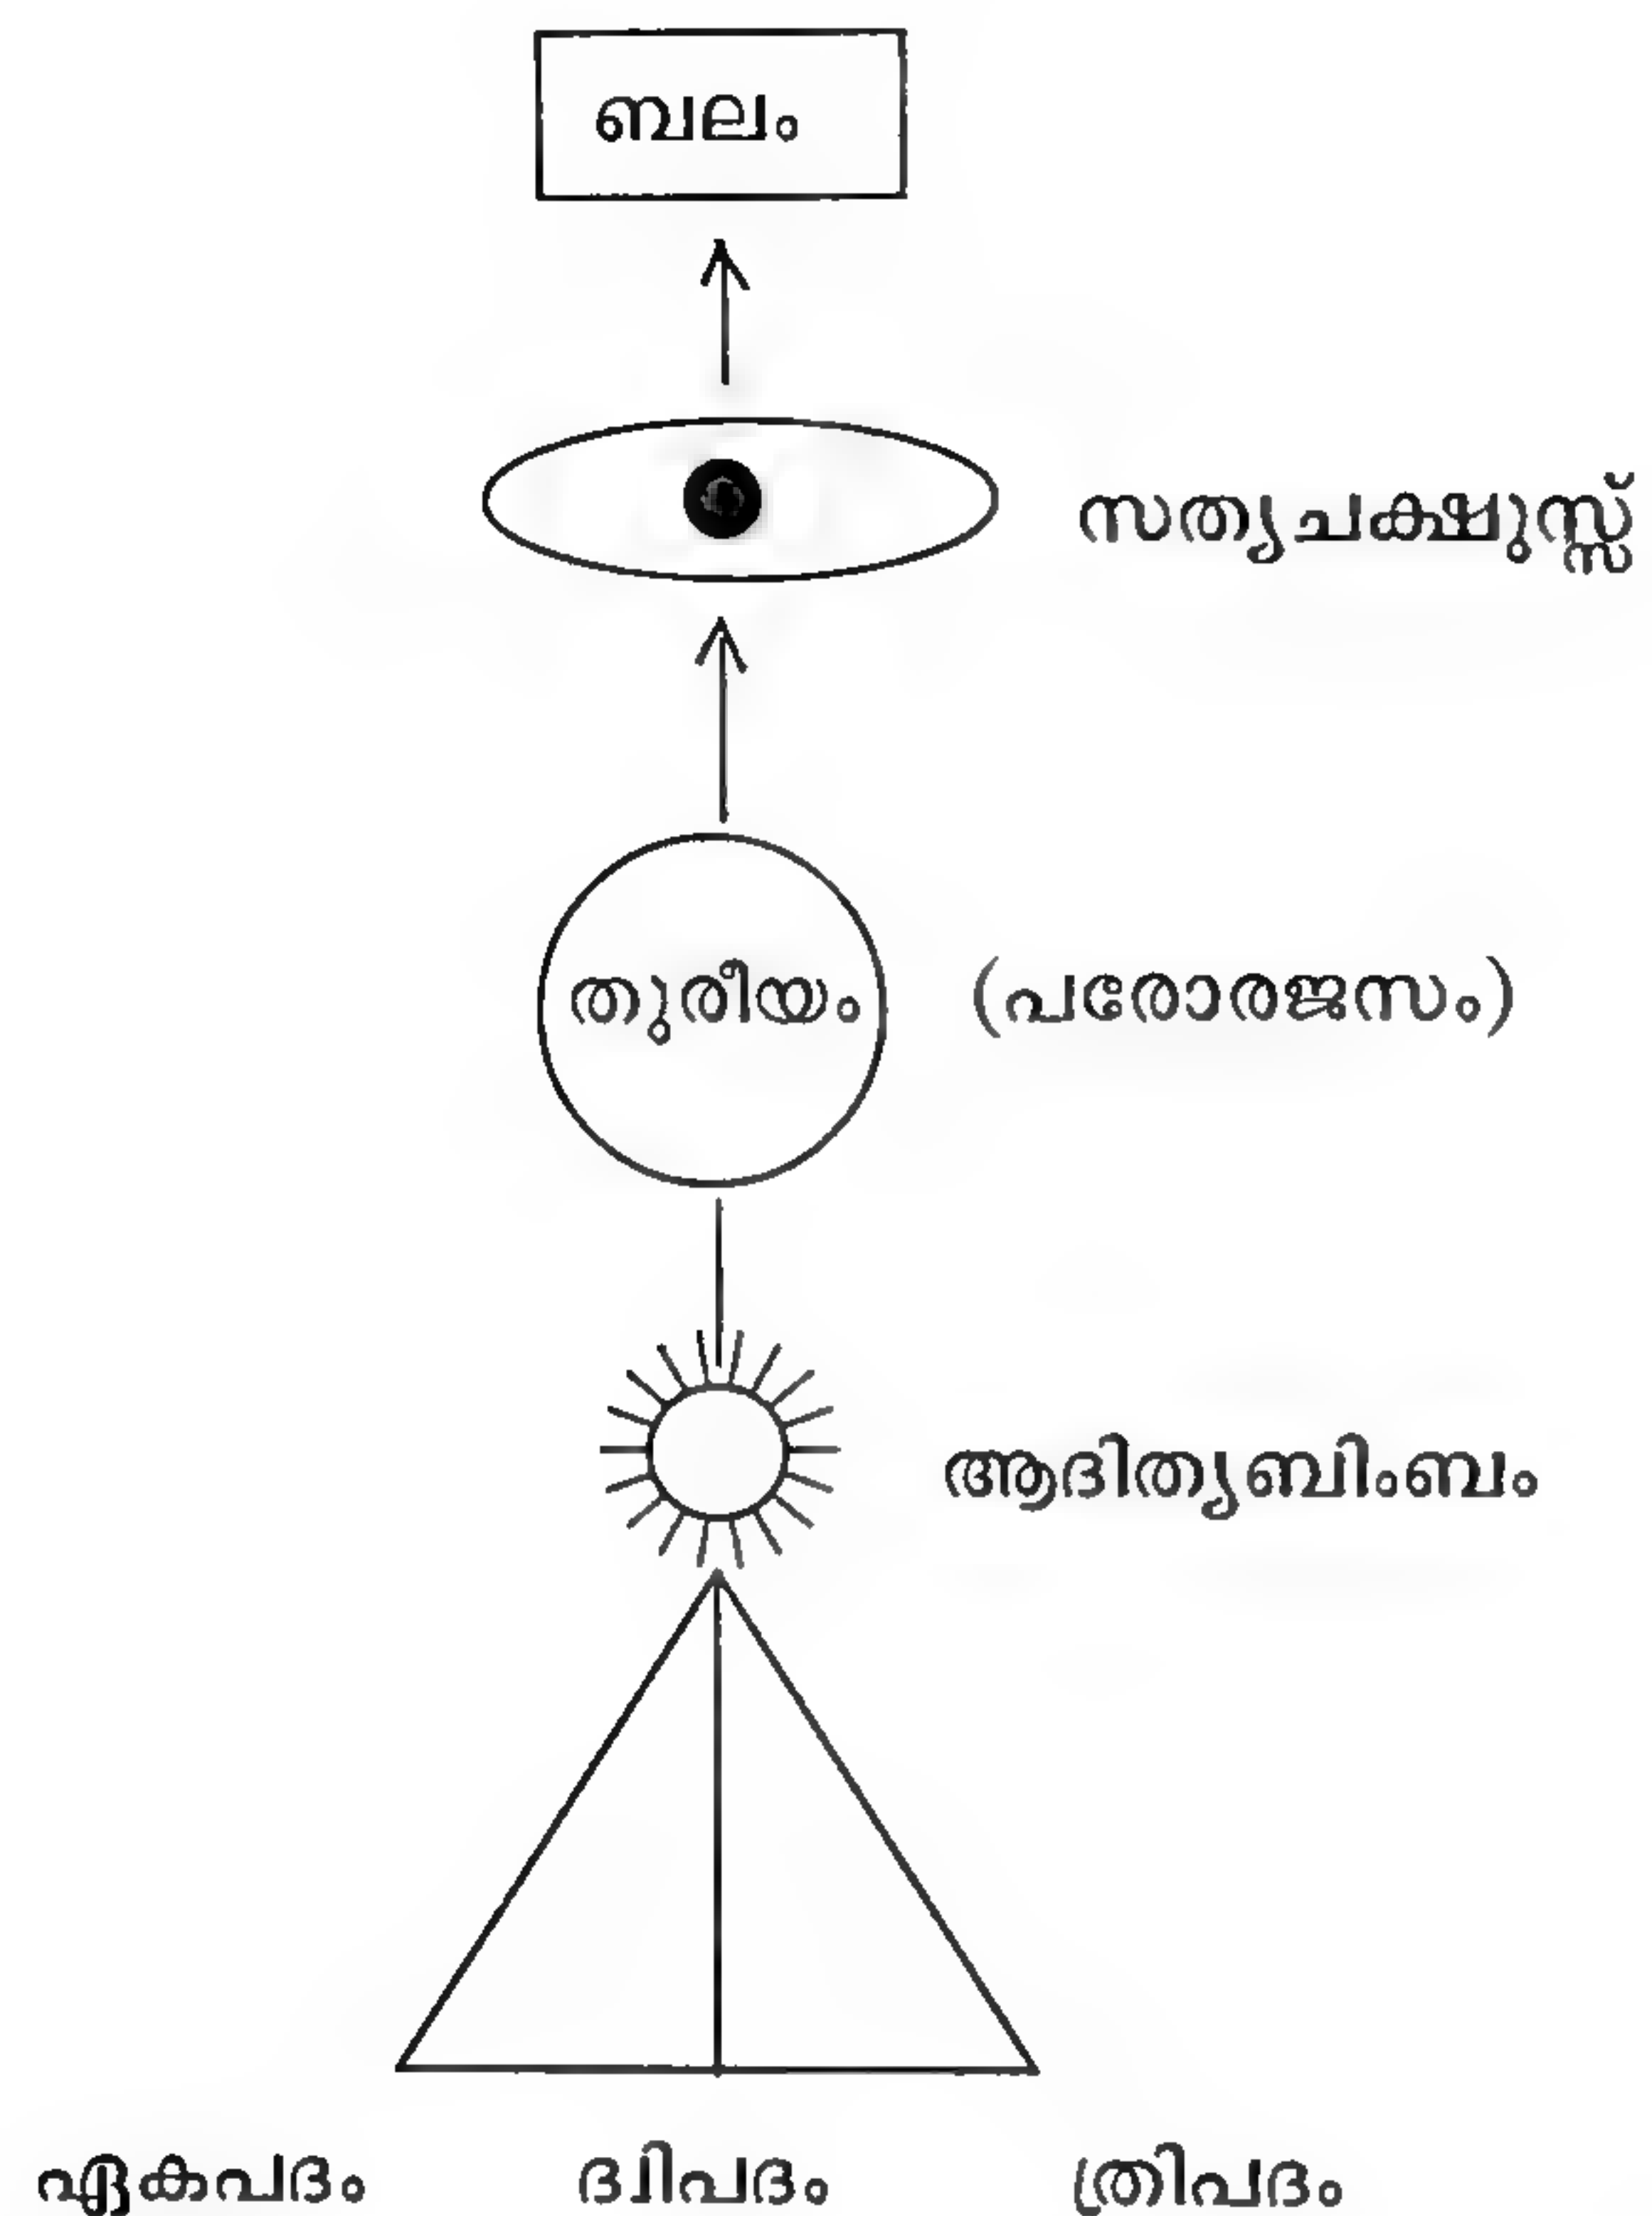 ബലം
സത്യചക്ഷുസ്സ്
തുരീയം (പരോരജസം)
ആദിത്യബിംബം
ഏകപദം ദ്വിപദം ത്രിപദം